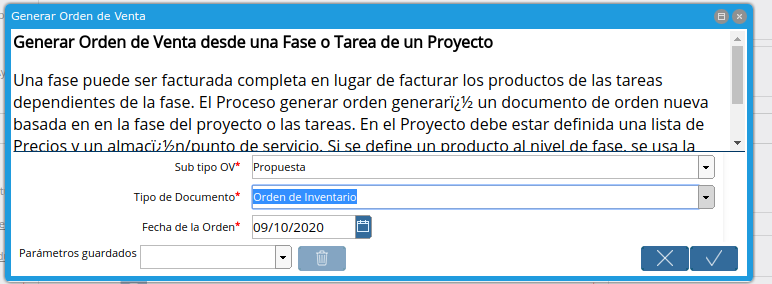 Generar Orden de Venta
Generar Orden de Venta desde una Fase o Tarea de un Proyecto
Una fase puede ser facturada completa en lugar de facturar los productos de las tareas
dependientes de la fase. El Proceso generar orden generarï¿½ un documento de orden nueva
basada en en la fase del proyecto o las tareas. En el Proyecto debe estar definida una lista de
Precios y un almacï¿½n/punto de servicio. Si se define un producto al nivel de fase, se usa la
Sub tipo OV* Propuesta
Tipo de Documento* Orden de Inventario
Fecha de la Orden* 09/10/2020
Parámetros guardados